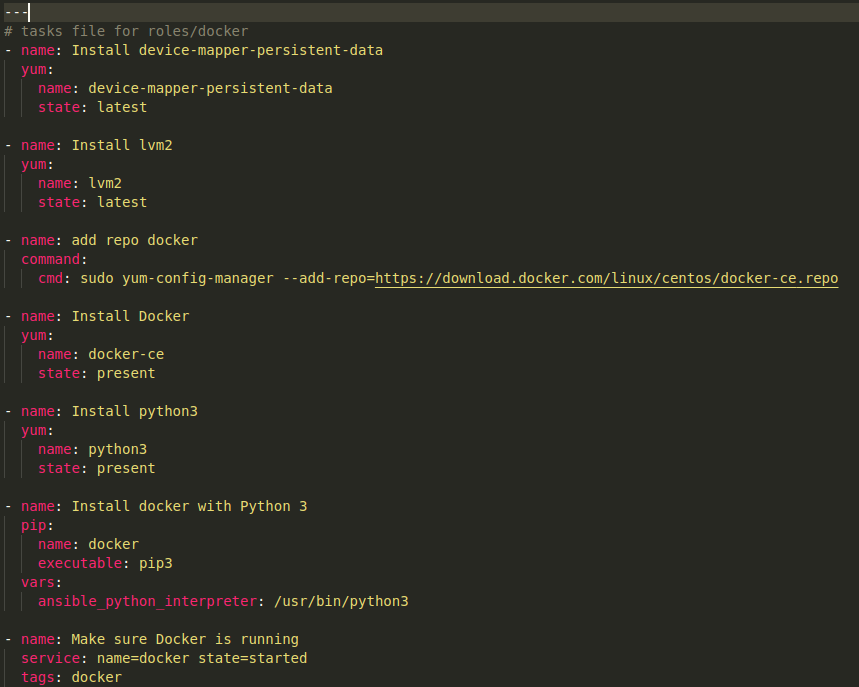 ---
# tasks file for roles/docker
- name: Install device-mapper-persistent-data
  yum:
    name: device-mapper-persistent-data
    state: latest

- name: Install lvm2
  yum:
    name: lvm2
    state: latest

- name: add repo docker
  command:
    cmd: sudo yum-config-manager --add-repo=https://download.docker.com/linux/centos/docker-ce.repo

- name: Install Docker
  yum:
    name: docker-ce
    state: present

- name: Install python3
  yum:
    name: python3
    state: present

- name: Install docker with Python 3
  pip:
    name: docker
    executable: pip3
  vars:
    ansible_python_interpreter: /usr/bin/python3

- name: Make sure Docker is running
  service: name=docker state=started
  tags: docker